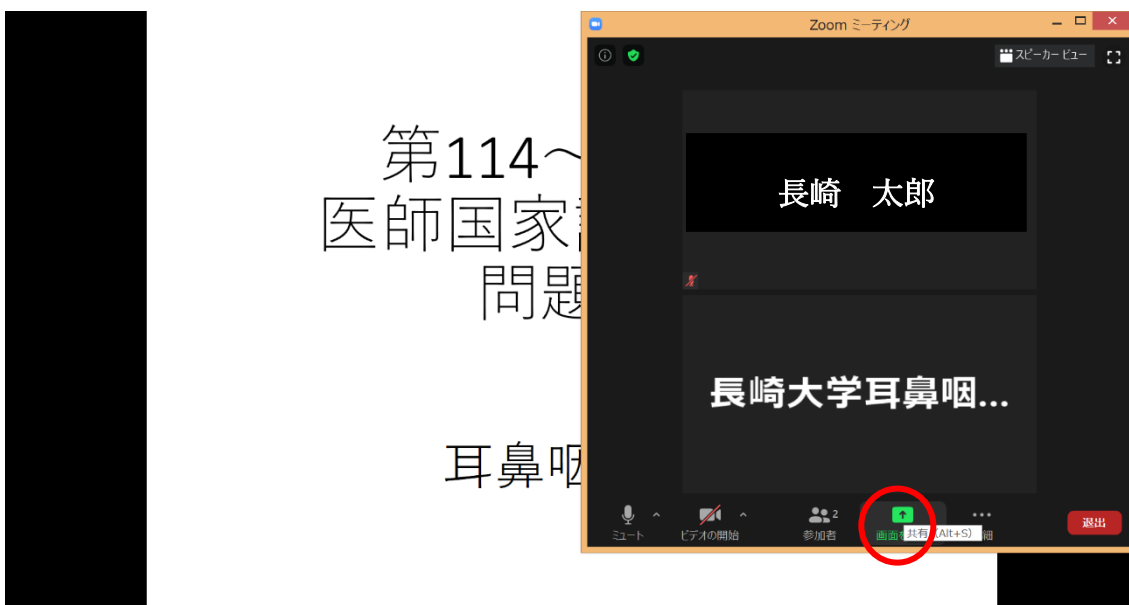 第114～
医師国家
問題
耳鼻咽
Zoom ミーティング
スピーカー ビュー
長崎　太郎
長崎大学耳鼻咽...
2
ミュート
ビデオの開始
参加者
画面
共有 (Alt+S)
細
退出